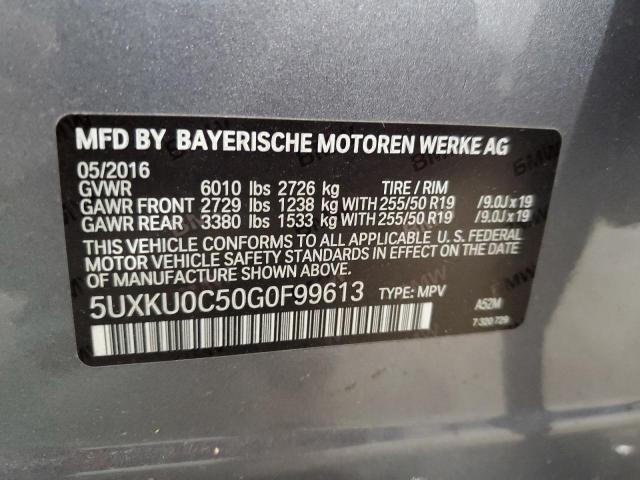 MFD BY BAYERISCHE MOTOREN WERKE AG
05/2016
GVWR 6010 lbs 2726 kg TIRE / RIM
GAWR FRONT 2729 lbs 1238 kg WITH 255/50 R19 /9.0J x 19
GAWR REAR 3380 lbs 1533 kg WITH 255/50 R19 /9.0J x 19
THIS VEHICLE CONFORMS TO ALL APPLICABLE U. S. FEDERAL
MOTOR VEHICLE SAFETY STANDARDS IN EFFECT ON THE DATE
OF MANUFACTURE SHOWN ABOVE.
5UXKU0C50G0F99613 TYPE: MPV A52M
7 320 729